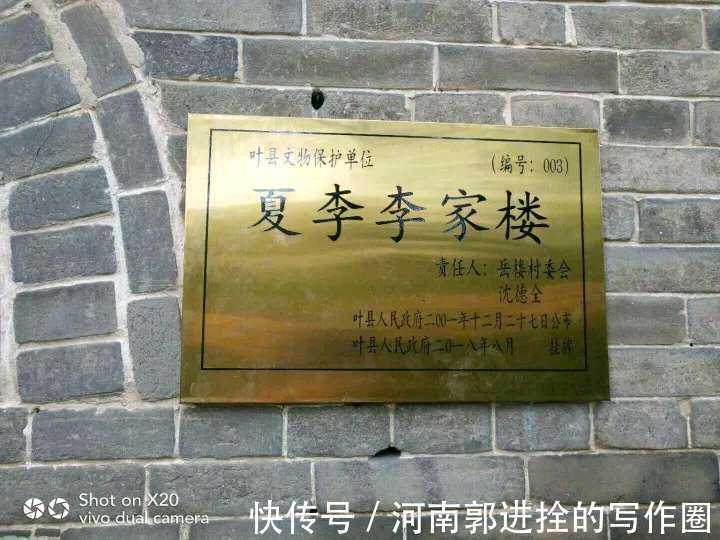 叶县文物保护单位 (编号:003)
夏李李家楼
责任人:岳楼村委会
沈德全
叶县人民政府二00一年十二月二十七日公布
叶县人民政府二0一八年八月 挂牌
Shot on X20
vivo dual camera
快传号 / 河南郭进拴的写作圈